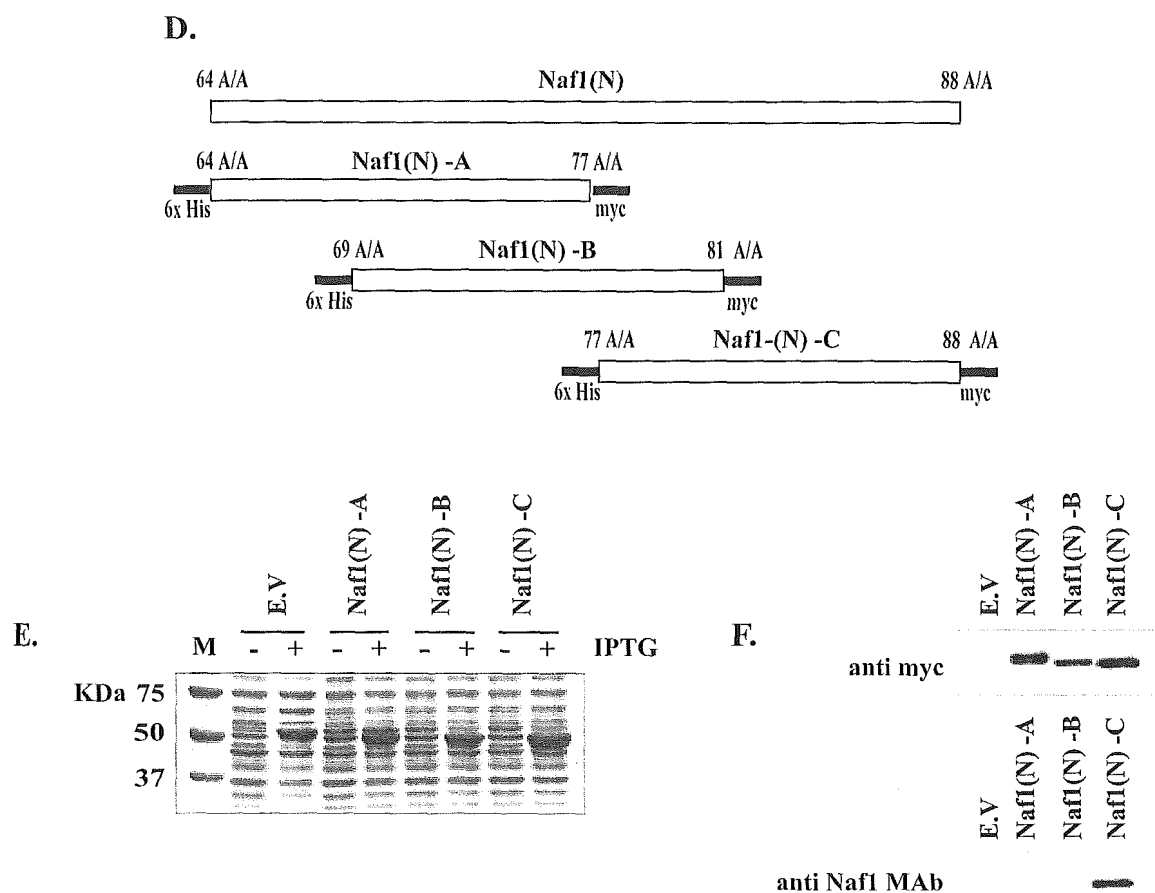 D.
64 A/A Naf1(N) 88 A/A
64 A/A Naf1(N) -A 77 A/A
6x His myc
69 A/A Naf1(N) -B 81 A/A
6x His myc
77 A/A Naf1-(N) -C 88 A/A
6x His myc
E.V
Naf1(N) -A
Naf1(N) -B
Naf1(N) -C
E.
M - + - + - + - + IPTG
KDa 75
50
37
F.
E.V
Naf1(N) -A
Naf1(N) -B
Naf1(N) -C
anti myc
E.V
Naf1(N) -A
Naf1(N) -B
Naf1(N) -C
anti Naf1 MAb